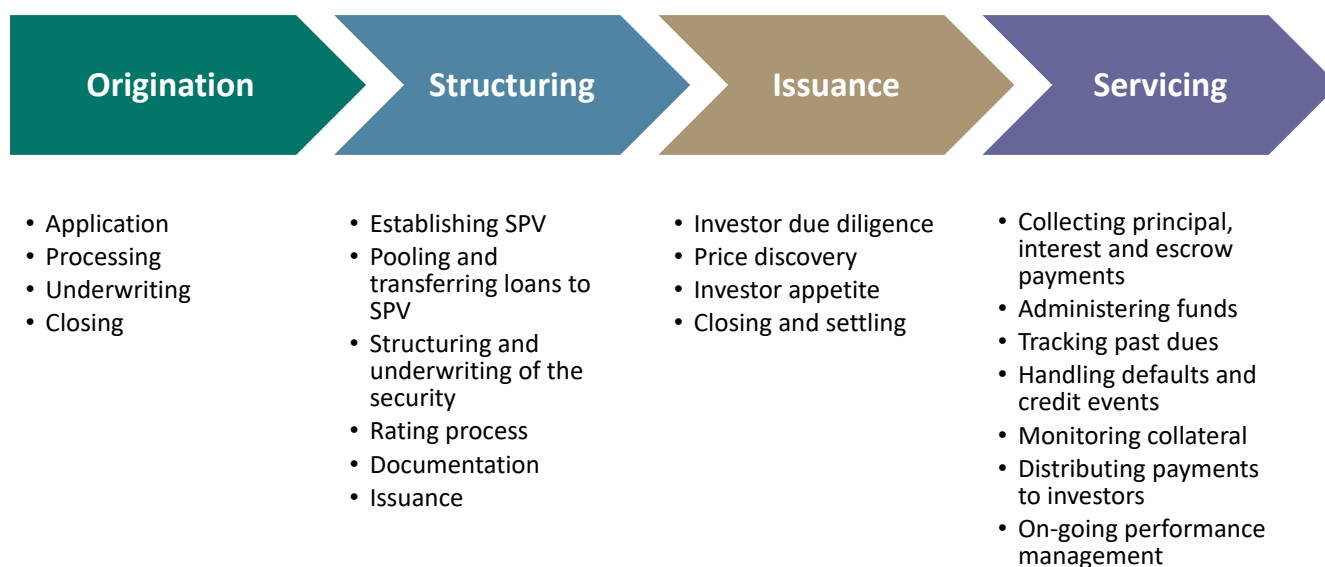 Origination
Structuring
Issuance
Servicing
• Application
• Processing
• Underwriting
• Closing
• Establishing SPV
• Pooling and
transferring loans to
SPV
• Structuring and
underwriting of the
security
• Rating process
• Documentation
• Issuance
• Investor due diligence
• Price discovery
• Investor appetite
• Closing and settling
• Collecting principal,
interest and escrow
payments
• Administering funds
• Tracking past dues
• Handling defaults and
credit events
• Monitoring collateral
• Distributing payments
to investors
• On-going performance
management